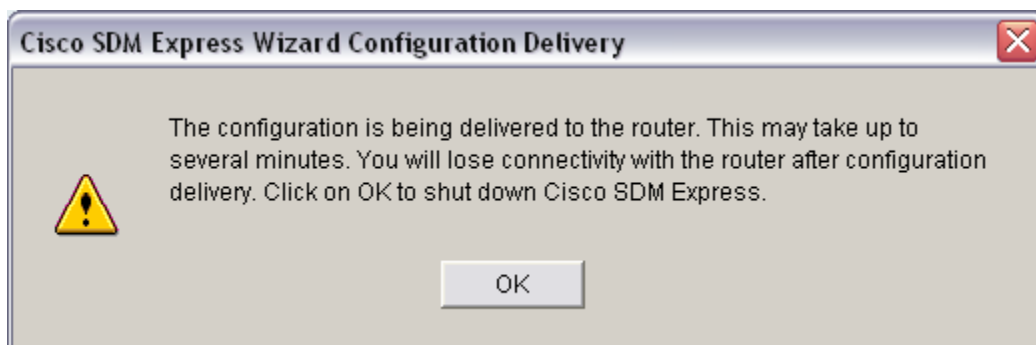 Cisco SDM Express Wizard Configuration Delivery
The configuration is being delivered to the router. This may take up to
several minutes. You will lose connectivity with the router after configuration
delivery. Click on OK to shut down Cisco SDM Express.
OK